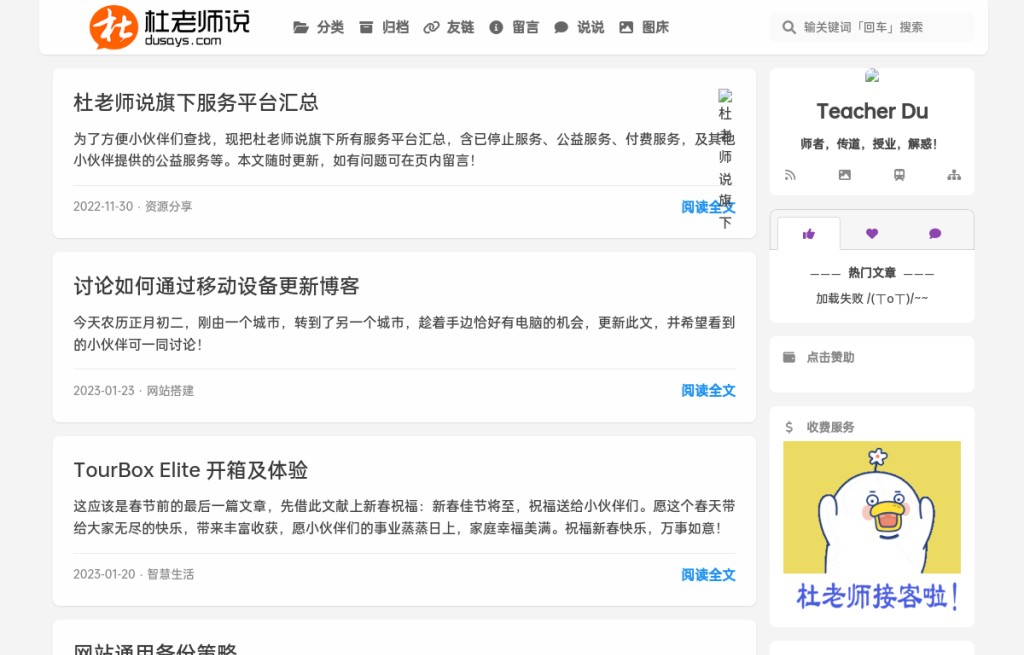 杜老师说
dusays.com
分类 归档 友链 留言 说说 图床
输关键词「回车」搜索
杜老师说旗下服务平台汇总
为了方便小伙伴们查找，现把杜老师说旗下所有服务平台汇总，含已停止服务、公益服务、付费服务，及其他
小伙伴提供的公益服务等。本文随时更新，如有问题可在页内留言！
杜
老
师
说
旗
下
2022-11-30 · 资源分享
阅读全文
讨论如何通过移动设备更新博客
今天农历正月初二，刚由一个城市，转到了另一个城市，趁着手边恰好有电脑的机会，更新此文，并希望看到
的小伙伴可一同讨论！
2023-01-23 · 网站搭建
阅读全文
TourBox Elite 开箱及体验
这应该是春节前的最后一篇文章，先借此文献上新春祝福：新春佳节将至，祝福送给小伙伴们。愿这个春天带
给大家无尽的快乐，带来丰富收获，愿小伙伴们的事业蒸蒸日上，家庭幸福美满。祝福新春快乐，万事如意！
2023-01-20 · 智慧生活
阅读全文
网站通用备份策略
Teacher Du
师者，传道，授业，解惑！
——— 热门文章 ———
加载失败 /(ㄒoㄒ)/~~
点击赞助
收费服务
杜老师接客啦！